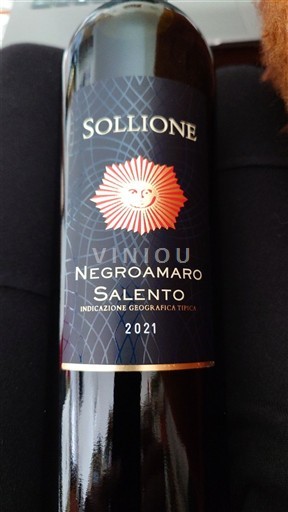 SOLLIONE
VINIOU
NEGROAMARO
SALENTO
INDICAZIONE GEOGRAFICA TIPICA
2021